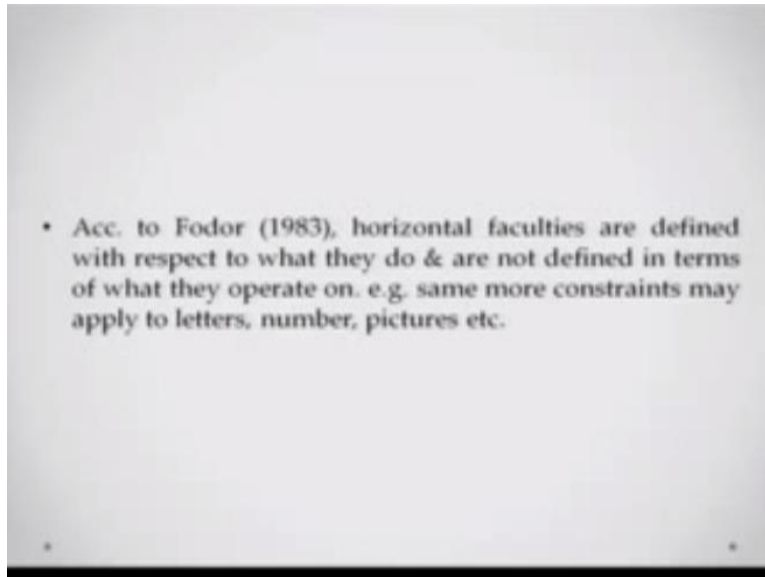 • Acc. to Fodor (1983), horizontal faculties are defined
with respect to what they do & are not defined in terms
of what they operate on. e.g. same more constraints may
apply to letters, number, pictures etc.